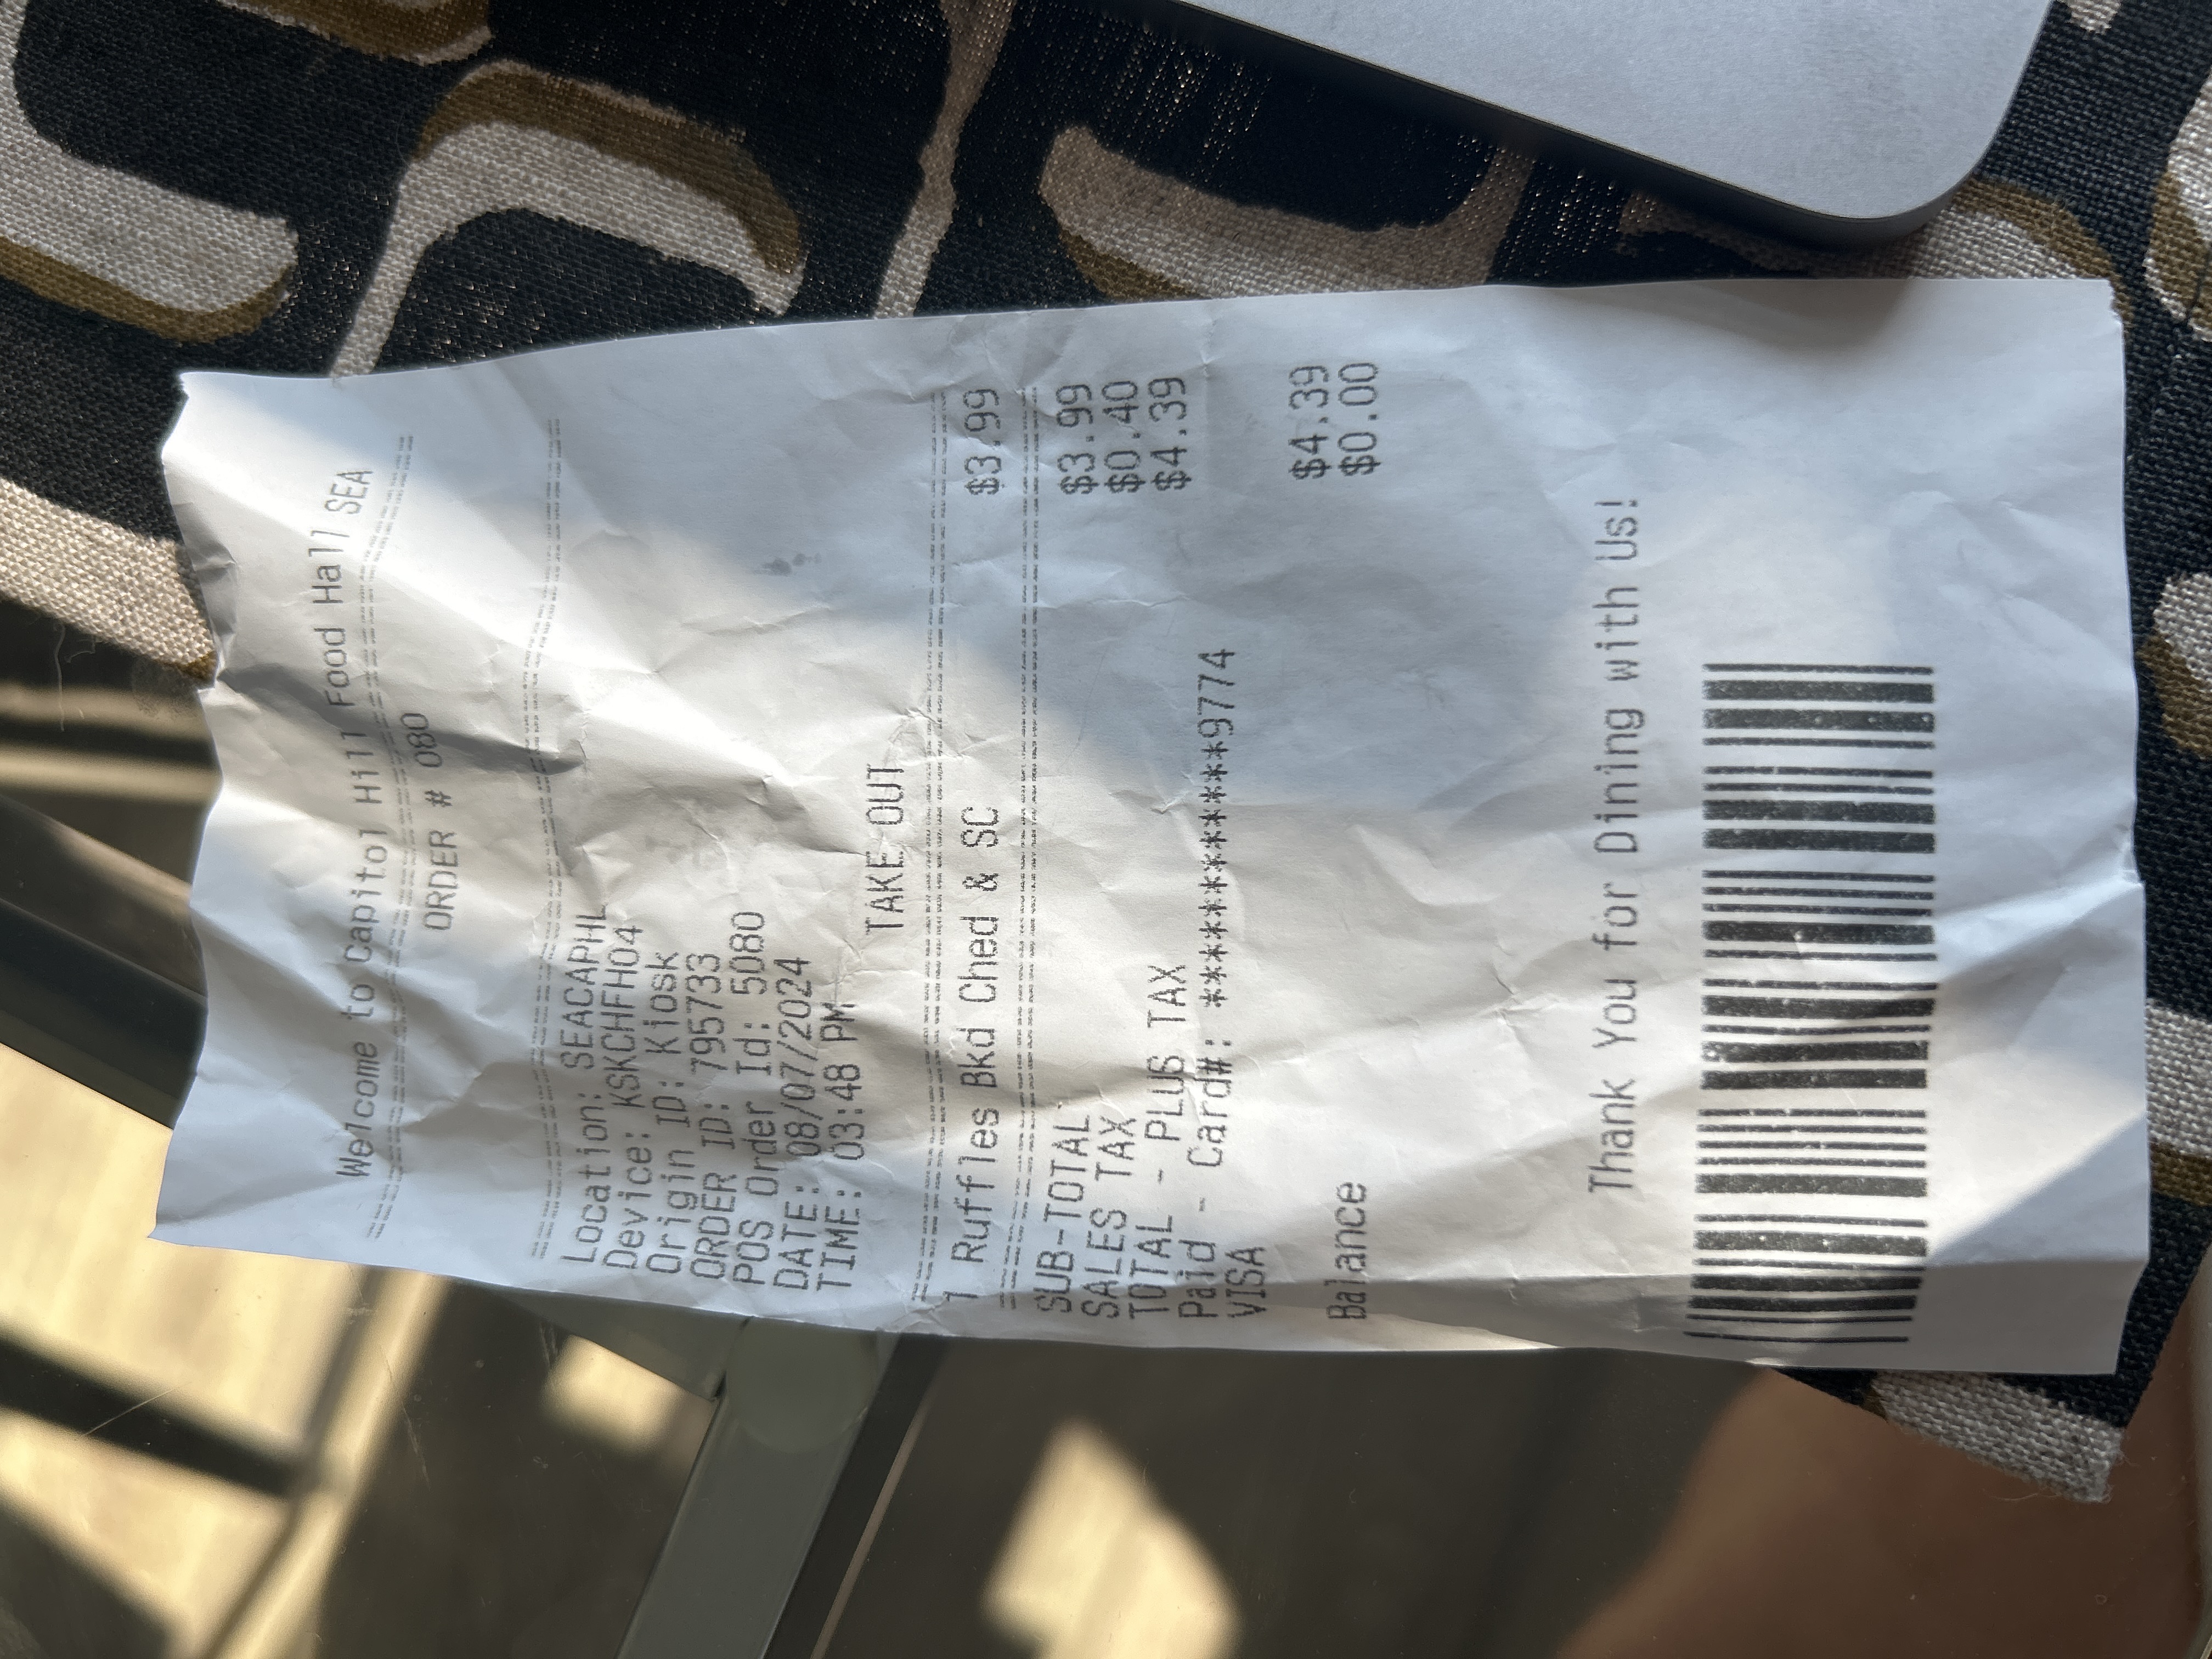 Welcome to Capitol Hill Food Hall SEA
ORDER # 080
Location: SEACAPHL
Device: KSKCHFH04
Origin ID: Kiosk
ORDER ID: 795733
POS Order Id: 5080
DATE: 08/07/2024
TIME: 03:48 PM
TAKE OUT
1 Ruffles Bkd Ched & SC $3.99
SUB-TOTAL $3.99
SALES TAX $0.40
TOTAL - PLUS TAX $4.39
Paid - Card#: ************9774
VISA
$4.39
Balance $0.00
Thank You for Dining with Us!